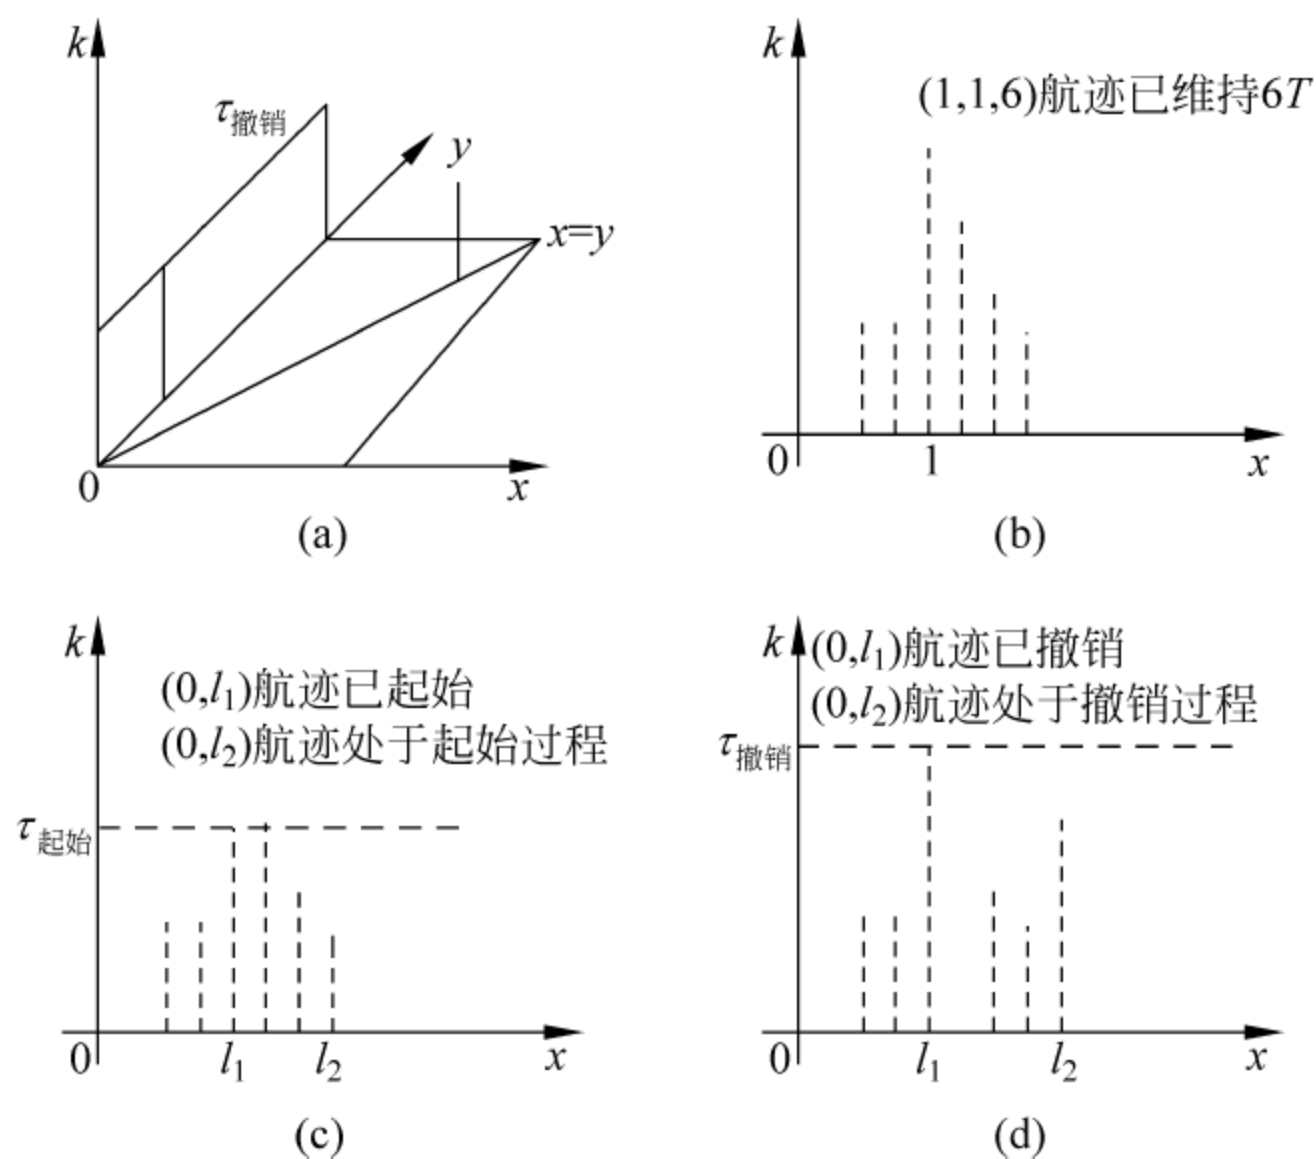 k
τ撤销
y
x=y
0
x
(a)
k
(1,1,6)航迹已维持6T
0
1
x
(b)
k
(0,l₁)航迹已起始
(0,l₂)航迹处于起始过程
τ起始
0
l₁
l₂
x
(c)
k
(0,l₁)航迹已撤销
(0,l₂)航迹处于撤销过程
τ撤销
0
l₁
l₂
x
(d)